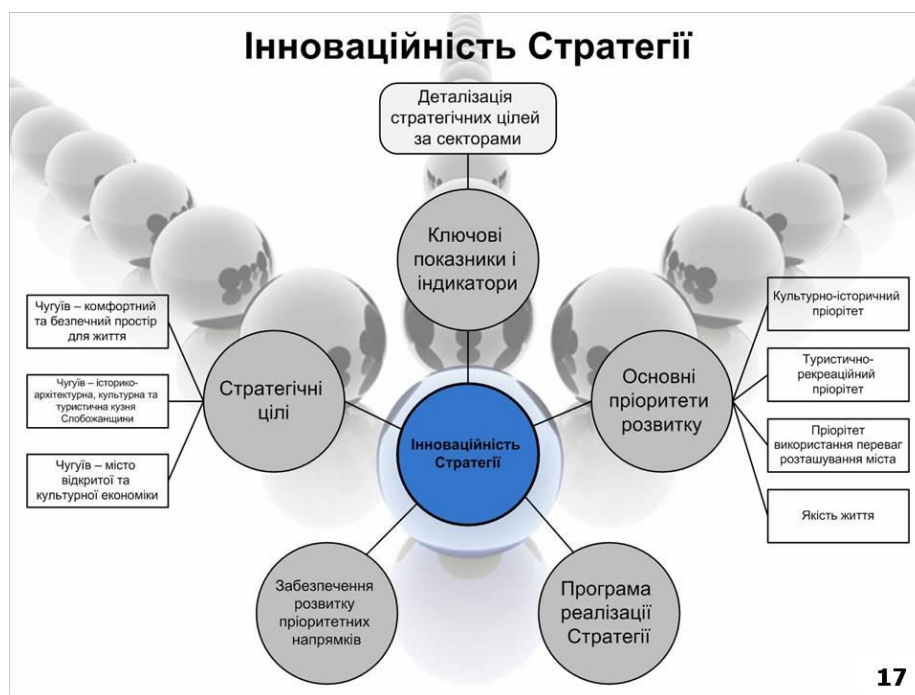 Інноваційність Стратегії
Деталізація
стратегічних цілей
за секторами
Ключові
показники і
індикатори
Чугуїв – комфортний
та безпечний простір
для життя
Чугуїв – історико-
архітектурна, культурна та
туристична кузня
Слобожанщини
Чугуїв – місто
відкритої та
культурної економіки
Стратегічні
цілі
Інноваційність
Стратегії
Основні
пріоритети
розвитку
Культурно-історичний
пріоритет
Туристично-
рекреаційний
пріоритет
Пріорітет
використання переваг
розташування міста
Якість життя
Забезпечення
розвитку
пріоритетних
напрямків
Програма
реалізації
Стратегії
17